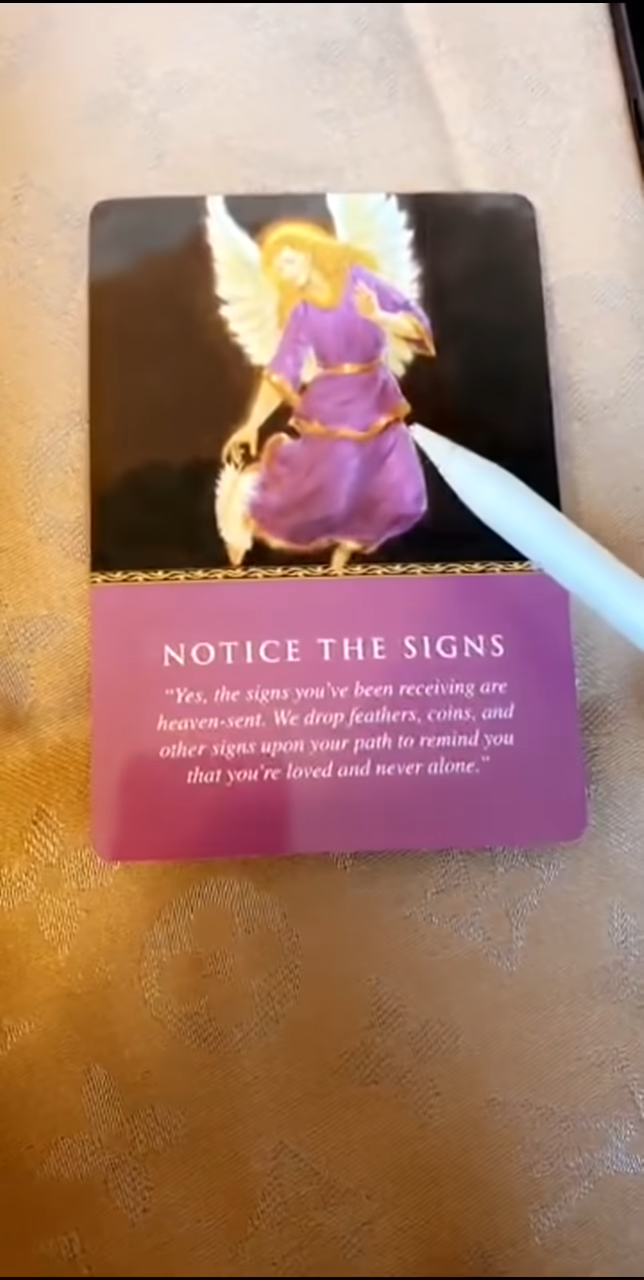 NOTICE THE SIGNS
“Yes, the signs you’ve been receiving are
heaven-sent. We drop feathers, coins, and
other signs upon your path to remind you
that you’re loved and never alone.”